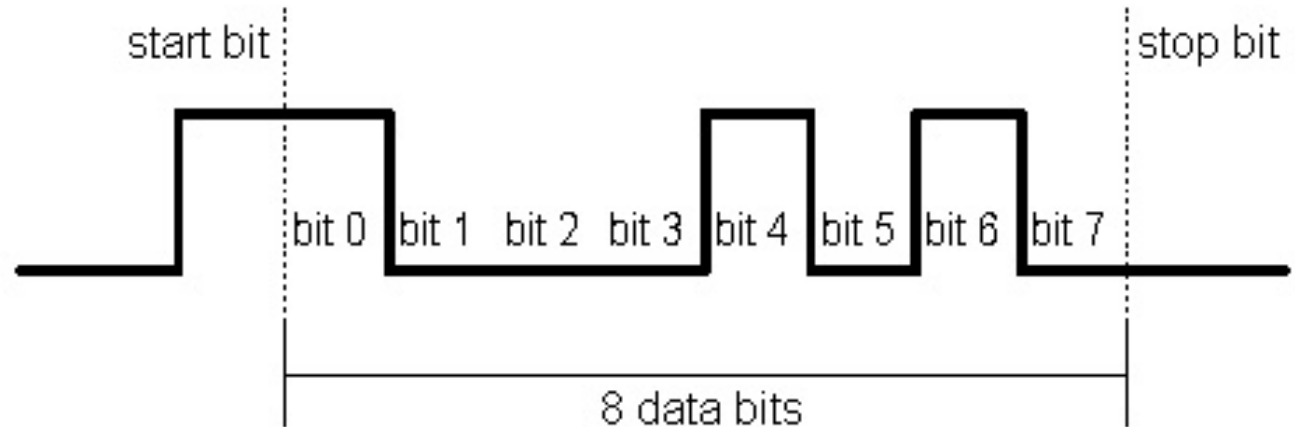 start bit
stop bit
bit 0 bit 1 bit 2 bit 3 bit 4 bit 5 bit 6 bit 7
8 data bits